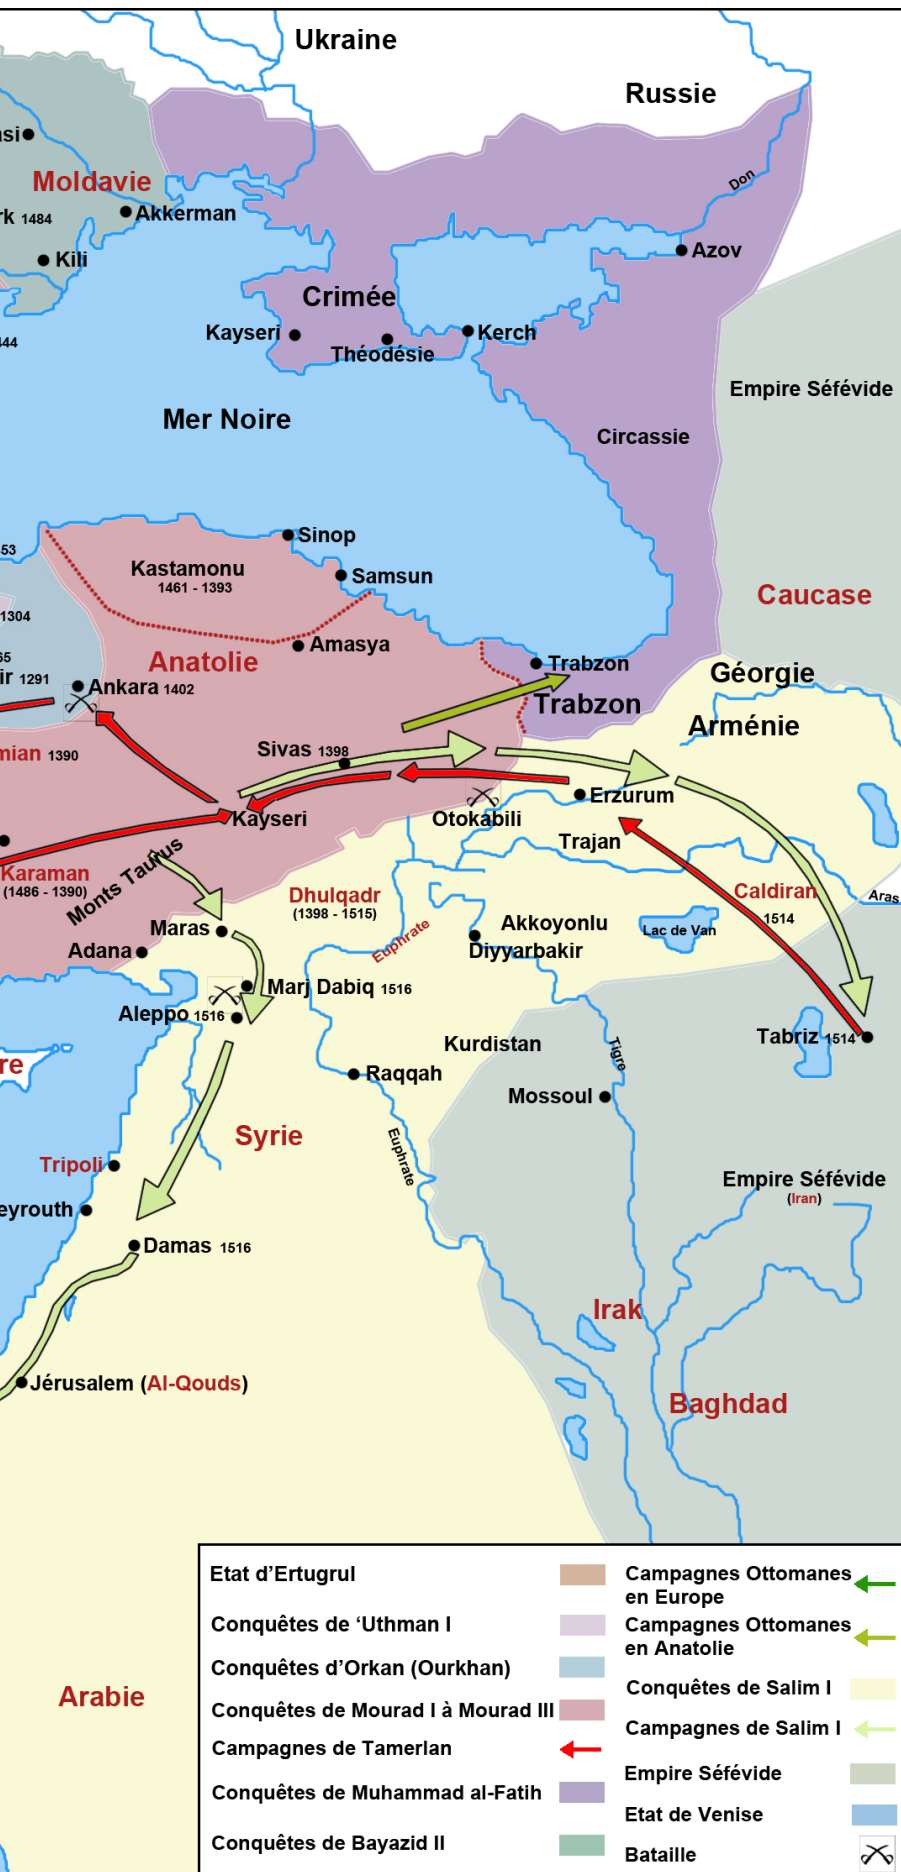 Ukraine
Russie
asi
Moldavie
Don
rk 1484
Akkerman
Azov
Kili
Crimée
Kayseri
Kerch
Théodésie
444
Empire Séfévide
Mer Noire
Circassie
Sinop
453
Kastamonu
1461 - 1393
Samsun
Caucase
1304
Amasya
65
Anatolie
Trabzon
Géorgie
ir 1291
Ankara 1402
Trabzon
Arménie
Sivas 1398
mian 1390
Erzurum
Kayseri
Otokabili
Trajan
Monts Taurus
Karaman
(1486 - 1390)
Dhulqadr
(1398 - 1515)
Caldiran
1514
Aras
Maras
Euphrate
Akkoyonlu
Lac de Van
Adana
Diyyarbakir
Marj Dabiq 1516
Aleppo 1516
Tabriz 1514
Kurdistan
Tigre
re
Raqqah
Mossoul
Syrie
Euphrate
Tripoli
Empire Séfévide
(Iran)
eyrouth
Damas 1516
Irak
Jérusalem (Al-Qouds)
Baghdad
Arabie
Etat d’Ertugrul
Conquêtes de ‘Uthman I
Conquêtes d’Orkan (Ourkhan)
Conquêtes de Mourad I à Mourad III
Campagnes de Tamerlan
Conquêtes de Muhammad al-Fatih
Conquêtes de Bayazid II
Campagnes Ottomanes
en Europe
Campagnes Ottomanes
en Anatolie
Conquêtes de Salim I
Campagnes de Salim I
Empire Séfévide
Etat de Venise
Bataille